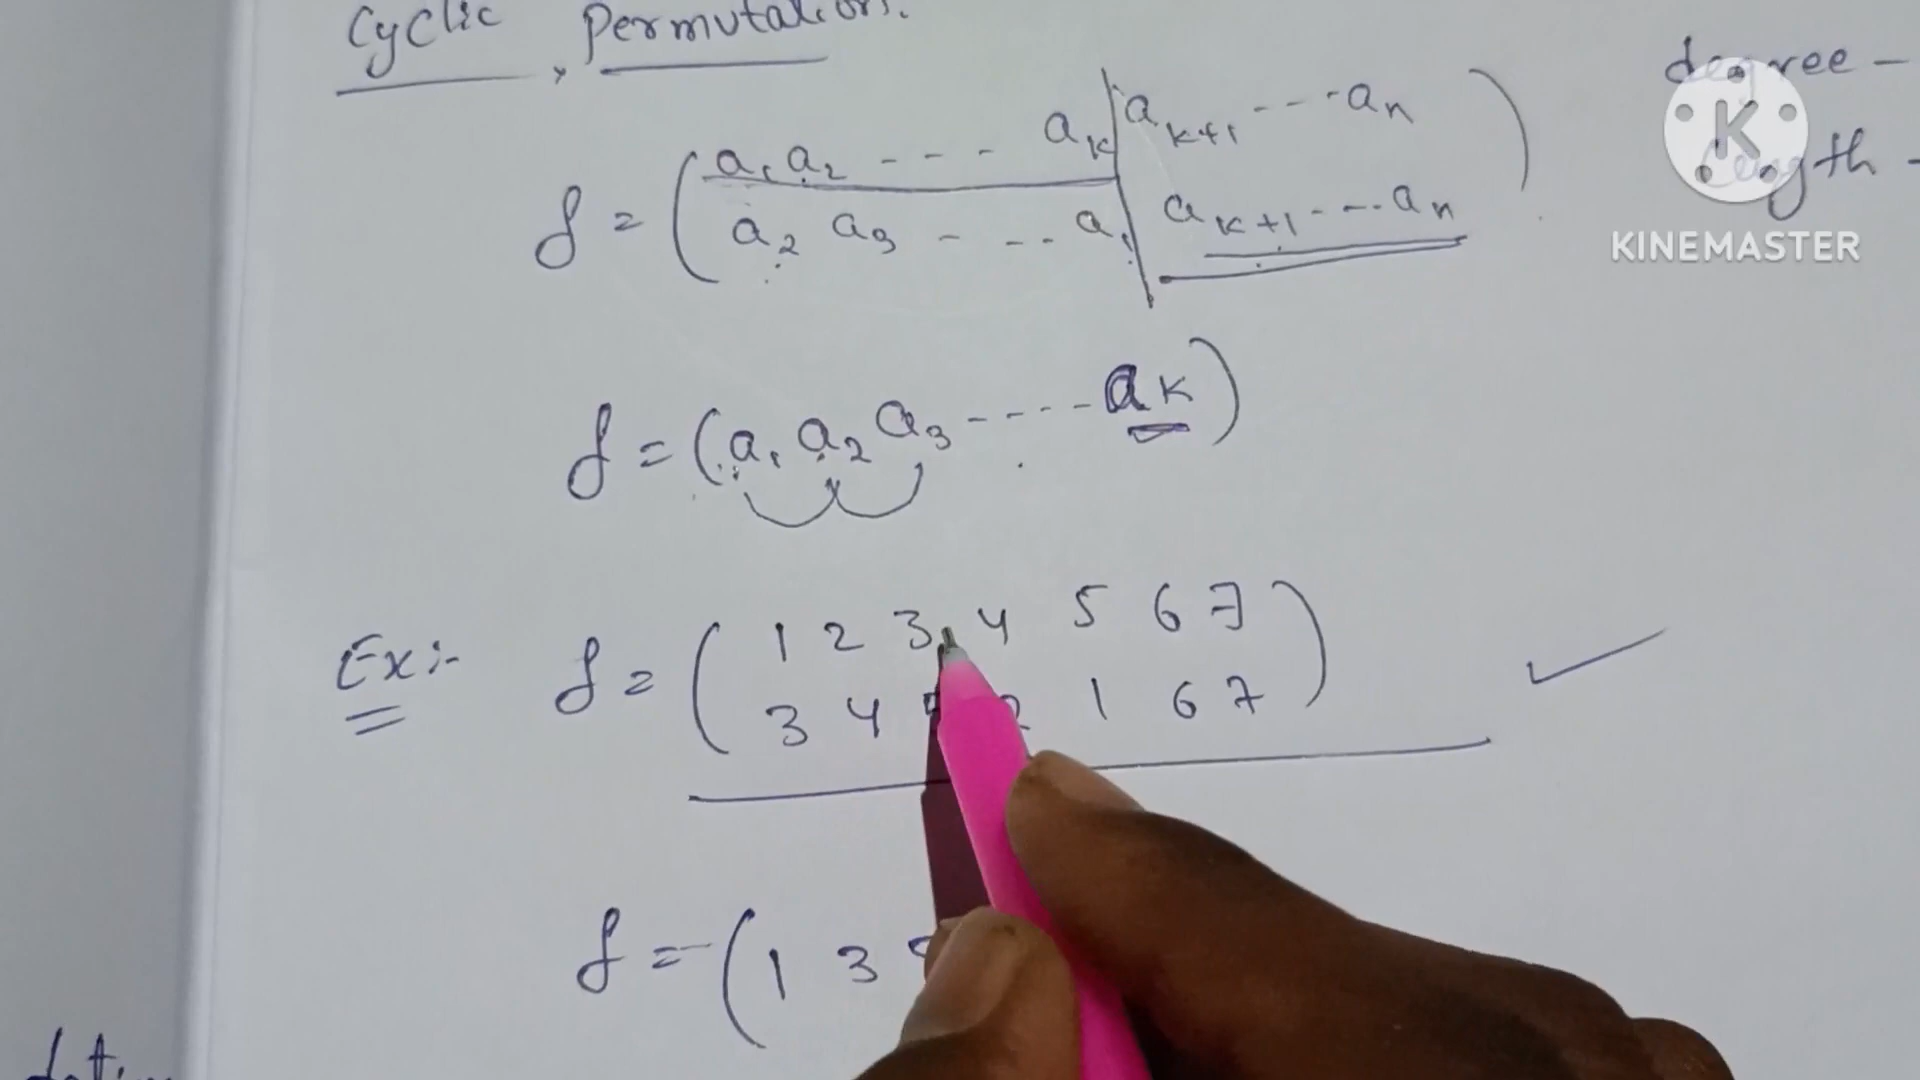 Cyclic Permutation.
degree -
f = ( a1 a2 - - - ak | ak+1 - - - an )
length -
( a2 a3 - - - a1 | ak+1 - - - an )
KINEMASTER
f = ( a1 a2 a3 - - - - ak )
Ex:- f = ( 1 2 3 4 5 6 7 )
( 3 4 2 1 6 7 )
f = ( 1 3